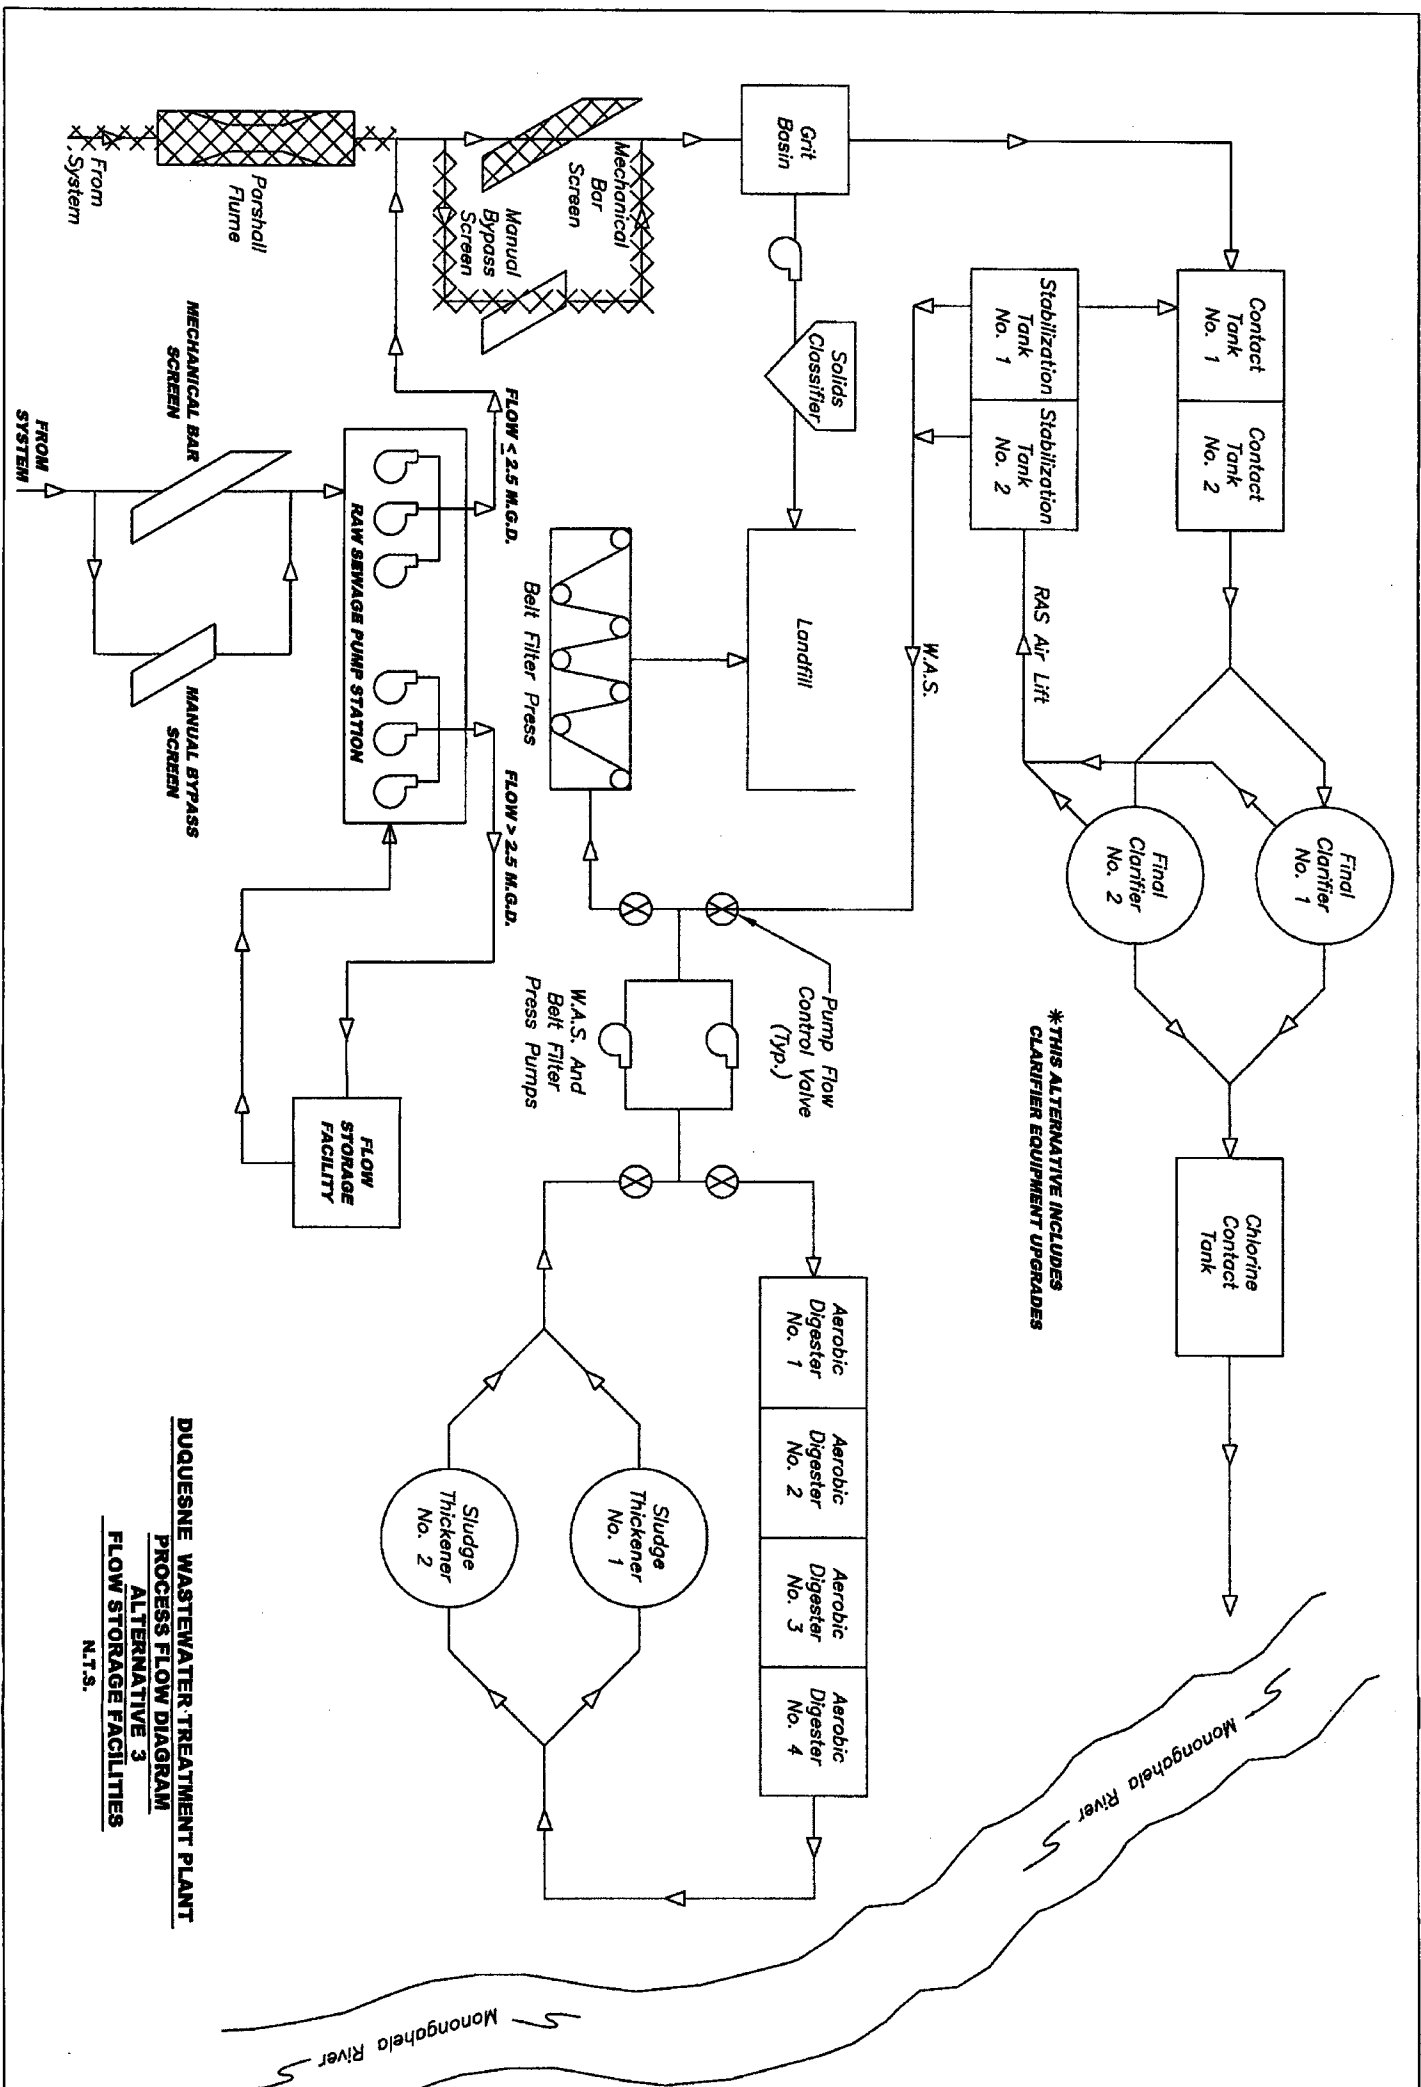 Grit
Basin
Contact
Tank
No. 1
Contact
Tank
No. 2
Final
Clarifier
No. 1
Final
Clarifier
No. 2
Chlorine
Contact
Tank
Stabilization
Tank
No. 1
Stabilization
Tank
No. 2
RAS Air Lift
*THIS ALTERNATIVE INCLUDES
CLARIFIER EQUIPMENT UPGRADES
W.A.S.
Solids
Classifier
Landfill
Pump Flow
Control Valve
(Typ.)
Aerobic
Digester
No. 1
Aerobic
Digester
No. 2
Aerobic
Digester
No. 3
Aerobic
Digester
No. 4
Monongahela River
Mechanical
Bar
Screen
Manual
Bypass
Screen
Belt Filter Press
W.A.S. And
Belt Filter
Press Pumps
Sludge
Thickener
No. 1
Sludge
Thickener
No. 2
Monongahela River
FLOW < 2.5 M.G.D.
FLOW > 2.5 M.G.D.
RAW SEWAGE PUMP STATION
FLOW
STORAGE
FACILITY
Parshall
Flume
From
System
MECHANICAL BAR
SCREEN
MANUAL BYPASS
SCREEN
FROM
SYSTEM
DUQUESNE WASTEWATER TREATMENT PLANT
PROCESS FLOW DIAGRAM
ALTERNATIVE 3
FLOW STORAGE FACILITIES
N.T.S.